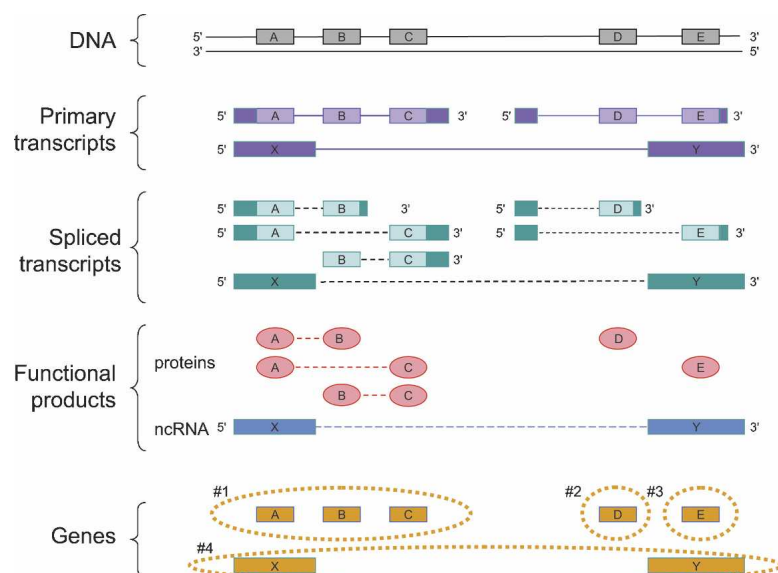 DNA
5' A B C D E 3'
3' 5'
Primary
transcripts
5' A B C 3' 5' D E 3'
5' X Y 3'
Spliced
transcripts
5' A B 3' 5' D 3'
5' A C 3' 5' E 3'
B C 3'
5' X Y 3'
Functional
products
proteins
A B D
A C E
B C
ncRNA 5' X Y 3'
Genes
#1 #2 #3
A B C D E
#4
X Y